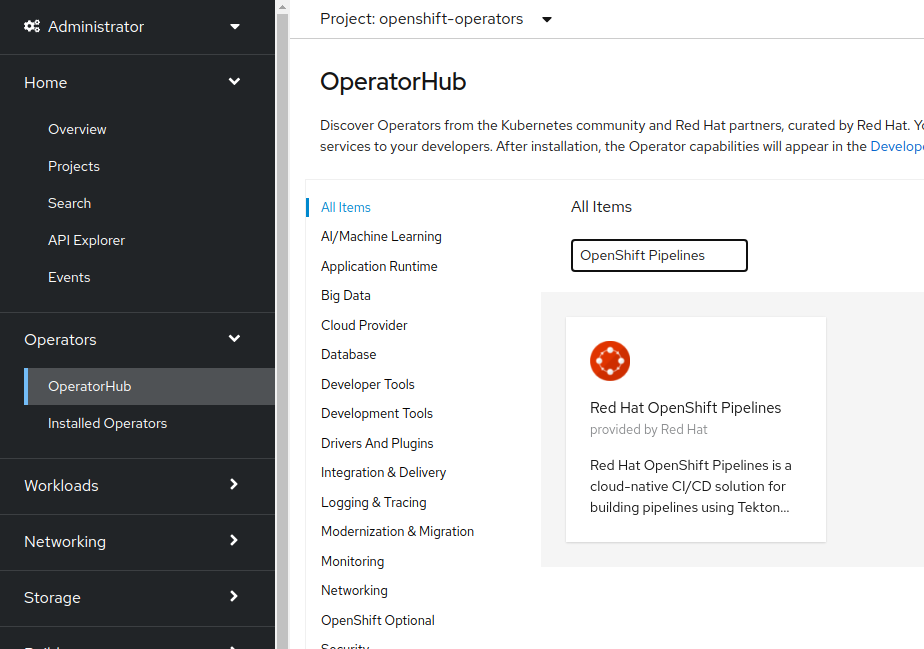 Administrator
Home
Overview
Projects
Search
API Explorer
Events
Operators
OperatorHub
Installed Operators
Workloads
Networking
Storage
Project: openshift-operators
OperatorHub
Discover Operators from the Kubernetes community and Red Hat partners, curated by Red Hat.
services to your developers. After installation, the Operator capabilities will appear in the
All Items
AI/Machine Learning
Application Runtime
Big Data
Cloud Provider
Database
Developer Tools
Development Tools
Drivers And Plugins
Integration & Delivery
Logging & Tracing
Modernization & Migration
Monitoring
Networking
OpenShift Optional
Security
All Items
OpenShift Pipelines
Red Hat OpenShift Pipelines
provided by Red Hat
Red Hat OpenShift Pipelines is a
cloud-native CI/CD solution for
building pipelines using Tekton...